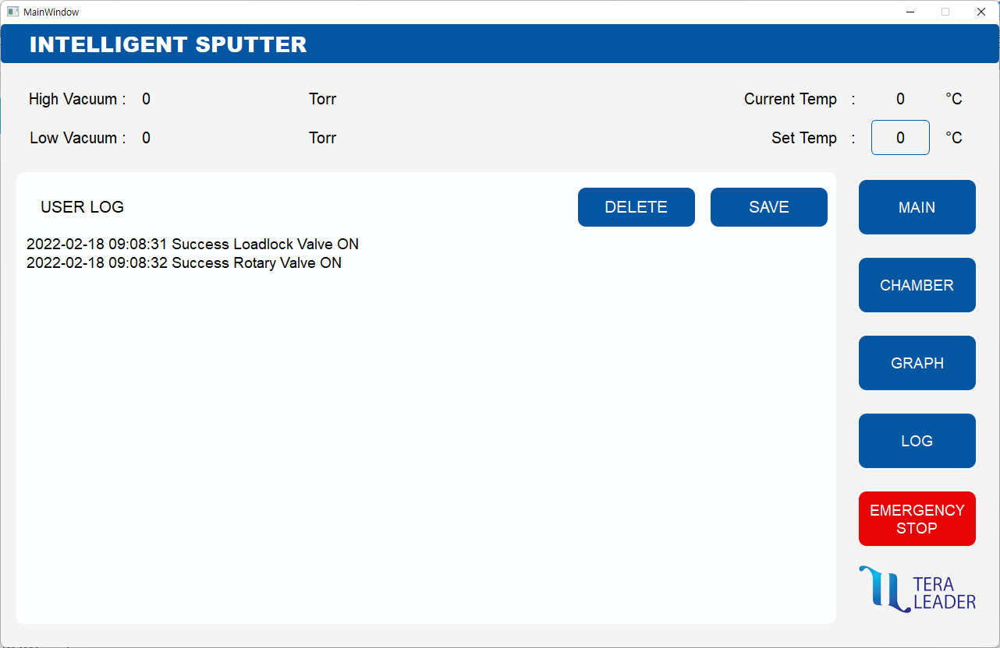 MainWindow
INTELLIGENT SPUTTER
High Vacuum : 0 Torr
Current Temp : 0 °C
Low Vacuum : 0 Torr
Set Temp : 0 °C
USER LOG
DELETE
SAVE
2022-02-18 09:08:31 Success Loadlock Valve ON
2022-02-18 09:08:32 Success Rotary Valve ON
MAIN
CHAMBER
GRAPH
LOG
EMERGENCY
STOP
TERA
LEADER